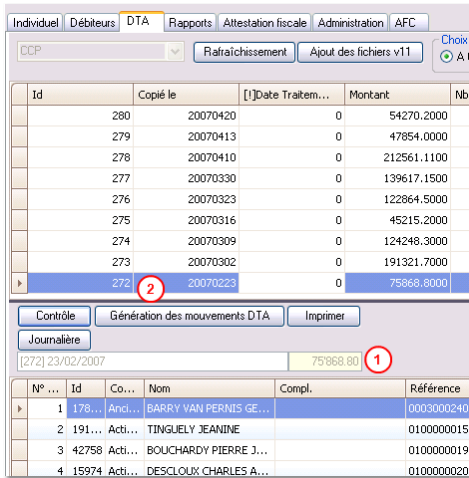 Individuel Débiteurs DTA Rapports Attestation fiscale Administration AFC
CCP Rafraîchissement Ajout des fichiers v11 Choix
Id Copié le [!]Date Traitem... Montant Nb
280 20070420 0 54270.2000
279 20070413 0 47854.0000
278 20070410 0 212561.1100
277 20070330 0 139617.1500
276 20070323 0 122864.5000
275 20070316 0 45215.2000
274 20070309 0 124248.3000
273 20070302 0 191321.7000
272 20070223 0 75868.8000
2
Contrôle Génération des mouvements DTA Imprimer
Journalière
[272] 23/02/2007 75'868.80 1
N° ... Id Co... Nom Compl. Référence
1 178... Anci... BARRY VAN PERNIS GE... 0003000240
2 191... Acti... TINGUELY JEANINE 0100000015
3 42758 Acti... BOUCHARDY PIERRE J... 0100000019
4 15974 Acti... DESCLOUX CHARLES A... 0100000020